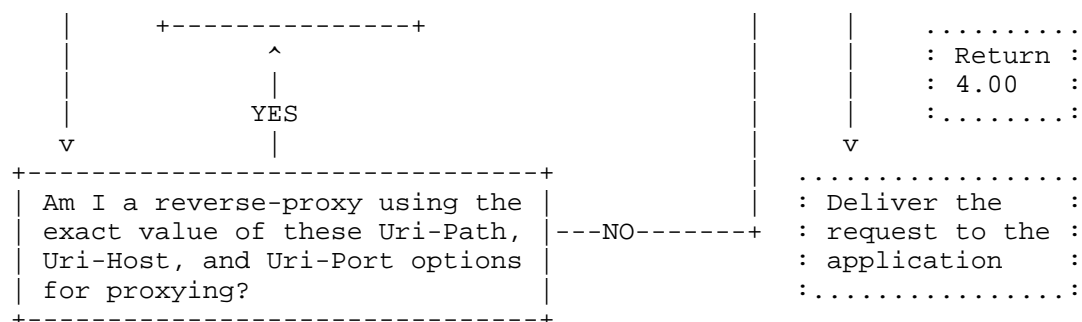 Return
4.00
YES
Am I a reverse-proxy using the
exact value of these Uri-Path,
Uri-Host, and Uri-Port options
for proxying?
NO
Deliver the
request to the
application